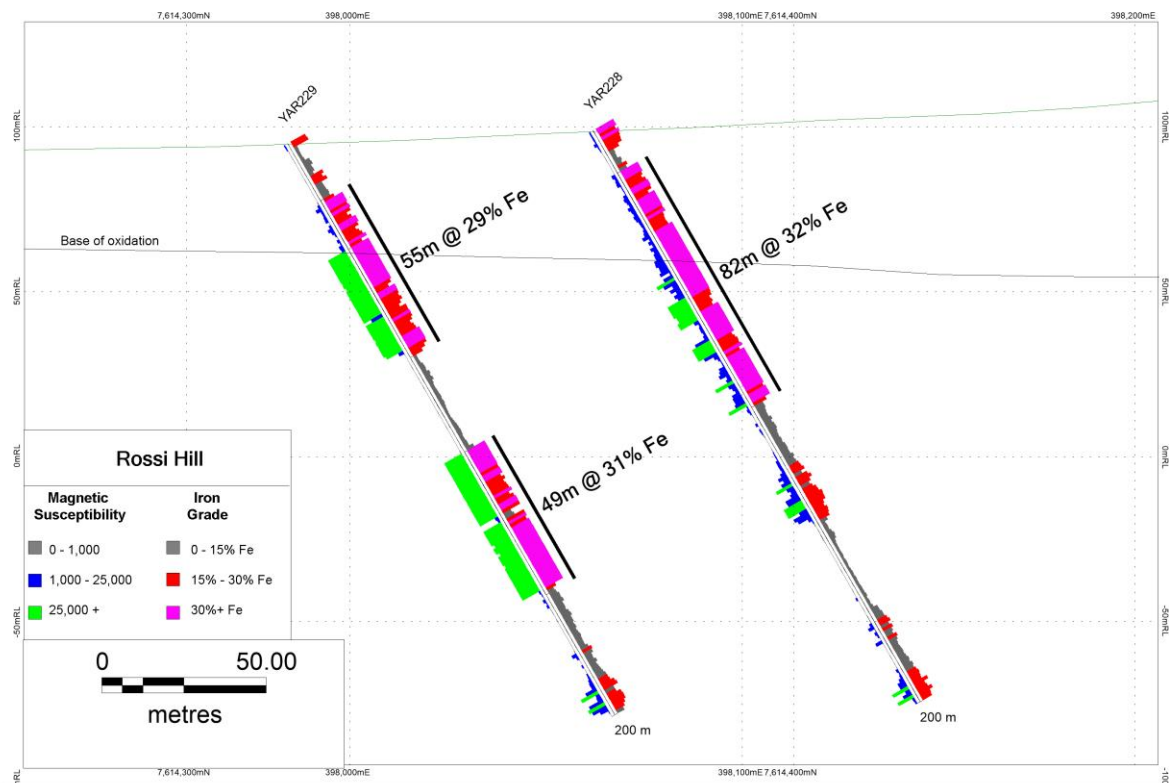 7,614,300mN
398,000mE
398,100mE
7,614,400mN
398,200mE
YAR229
YAR228
100mRL
100mRL
55m @ 29% Fe
82m @ 32% Fe
Base of oxidation
50mRL
50mRL
49m @ 31% Fe
0mRL
0mRL
Rossi Hill
Magnetic
Susceptibility
Iron
Grade
0 - 1,000
0 - 15% Fe
1,000 - 25,000
15% - 30% Fe
25,000 +
30%+ Fe
-50mRL
-50mRL
0
50.00
metres
200 m
200 m
7,614,300mN
398,000mE
398,100mE
7,614,400mN
398,200mE